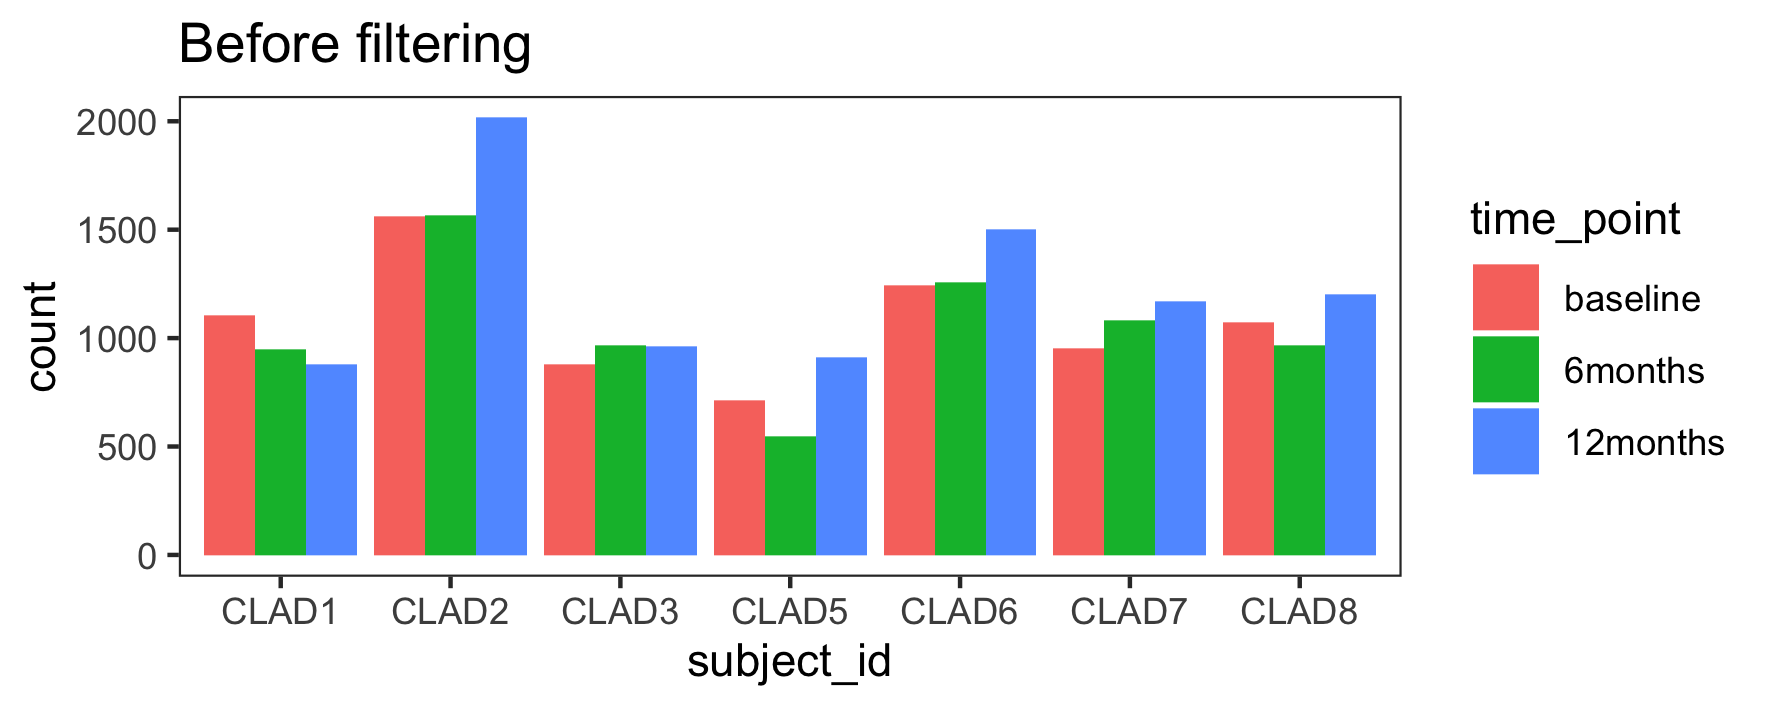 Before filtering
2000
1500
1000
500
0
count
CLAD1 CLAD2 CLAD3 CLAD5 CLAD6 CLAD7 CLAD8
subject_id
time_point
baseline
6months
12months